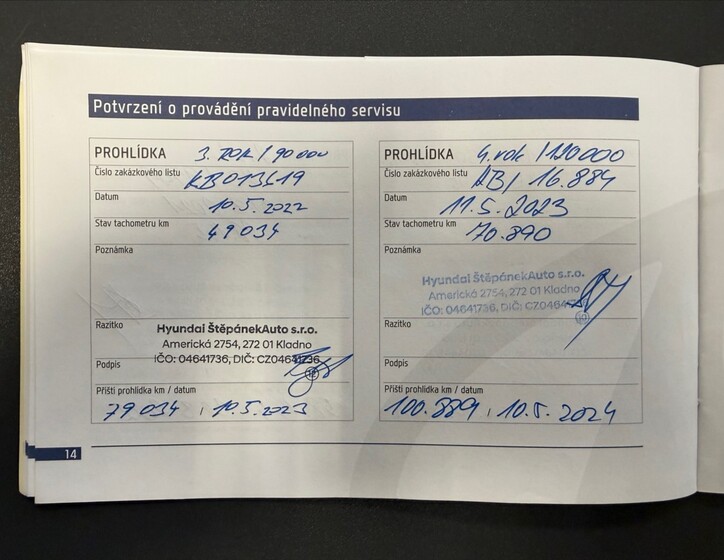 Potvrzení o provádění pravidelného servisu
PROHLÍDKA 3. ROK / 90 000
Číslo zakázkového listu KB013419
Datum 10.5.2022
Stav tachometru km 49034
Poznámka
Razítko
Hyundai ŠtěpánekAuto s.r.o.
Americká 2754, 272 01 Kladno
IČO: 04641736, DIČ: CZ04641736
Podpis
Příští prohlídka km / datum
79 034 , 10.5.2023
PROHLÍDKA 4. rok / 120 000
Číslo zakázkového listu 16.884
Datum 11.5.2023
Stav tachometru km 70.890
Poznámka
Hyundai ŠtěpánekAuto s.r.o.
Americká 2754, 272 01 Kladno
IČO: 04641736, DIČ:
Razítko
Podpis
Příští prohlídka km / datum
100.889 , 10.5.2024
14